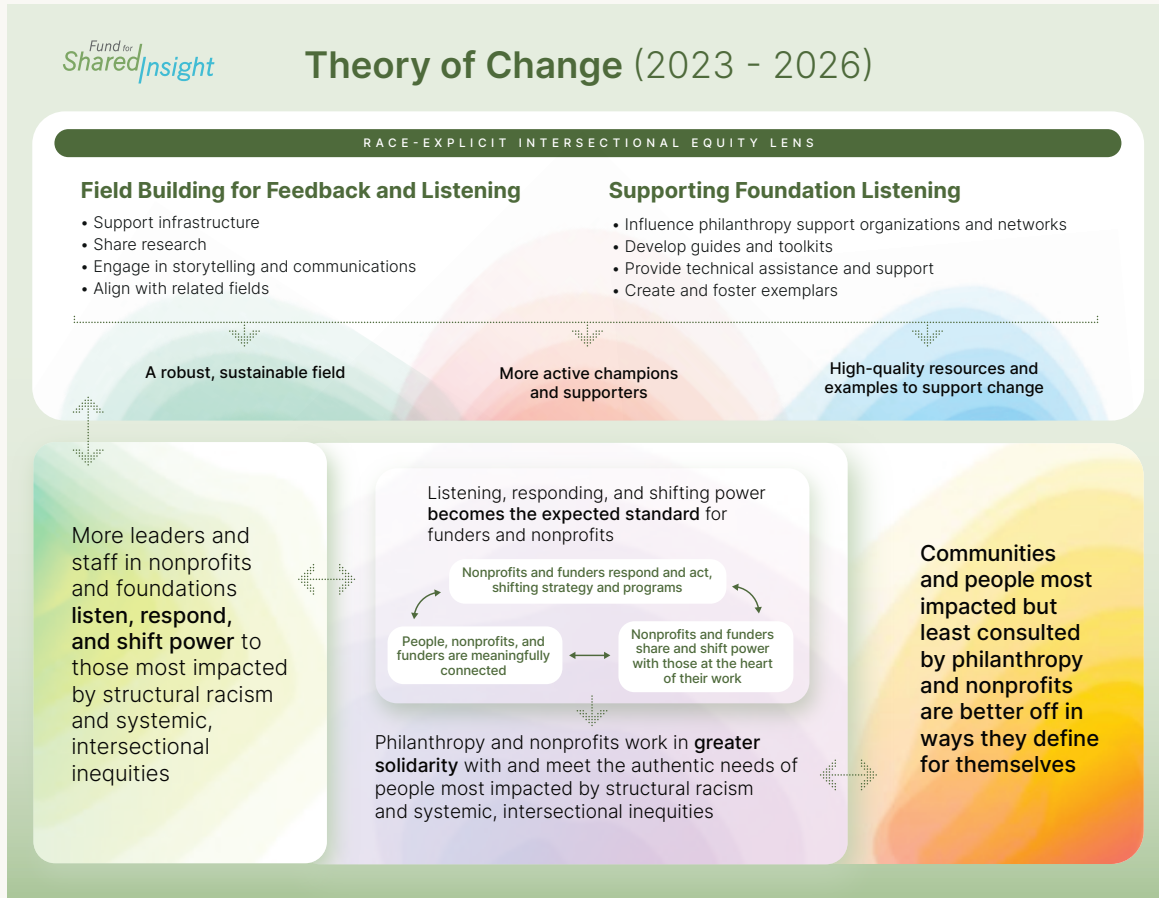 Fund for
Shared Insight
Theory of Change (2023 - 2026)
RACE-EXPLICIT INTERSECTIONAL EQUITY LENS
Field Building for Feedback and Listening
• Support infrastructure
• Share research
• Engage in storytelling and communications
• Align with related fields
Supporting Foundation Listening
• Influence philanthropy support organizations and networks
• Develop guides and toolkits
• Provide technical assistance and support
• Create and foster exemplars
A robust, sustainable field
More active champions
and supporters
High-quality resources and
examples to support change
More leaders and
staff in nonprofits
and foundations
listen, respond,
and shift power to
those most impacted
by structural racism
and systemic,
intersectional
inequities
Listening, responding, and shifting power
becomes the expected standard for
funders and nonprofits
Nonprofits and funders respond and act,
shifting strategy and programs
People, nonprofits, and
funders are meaningfully
connected
Nonprofits and funders
share and shift power
with those at the heart
of their work
Philanthropy and nonprofits work in greater
solidarity with and meet the authentic needs of
people most impacted by structural racism
and systemic, intersectional inequities
Communities
and people most
impacted but
least consulted
by philanthropy
and nonprofits
are better off in
ways they define
for themselves